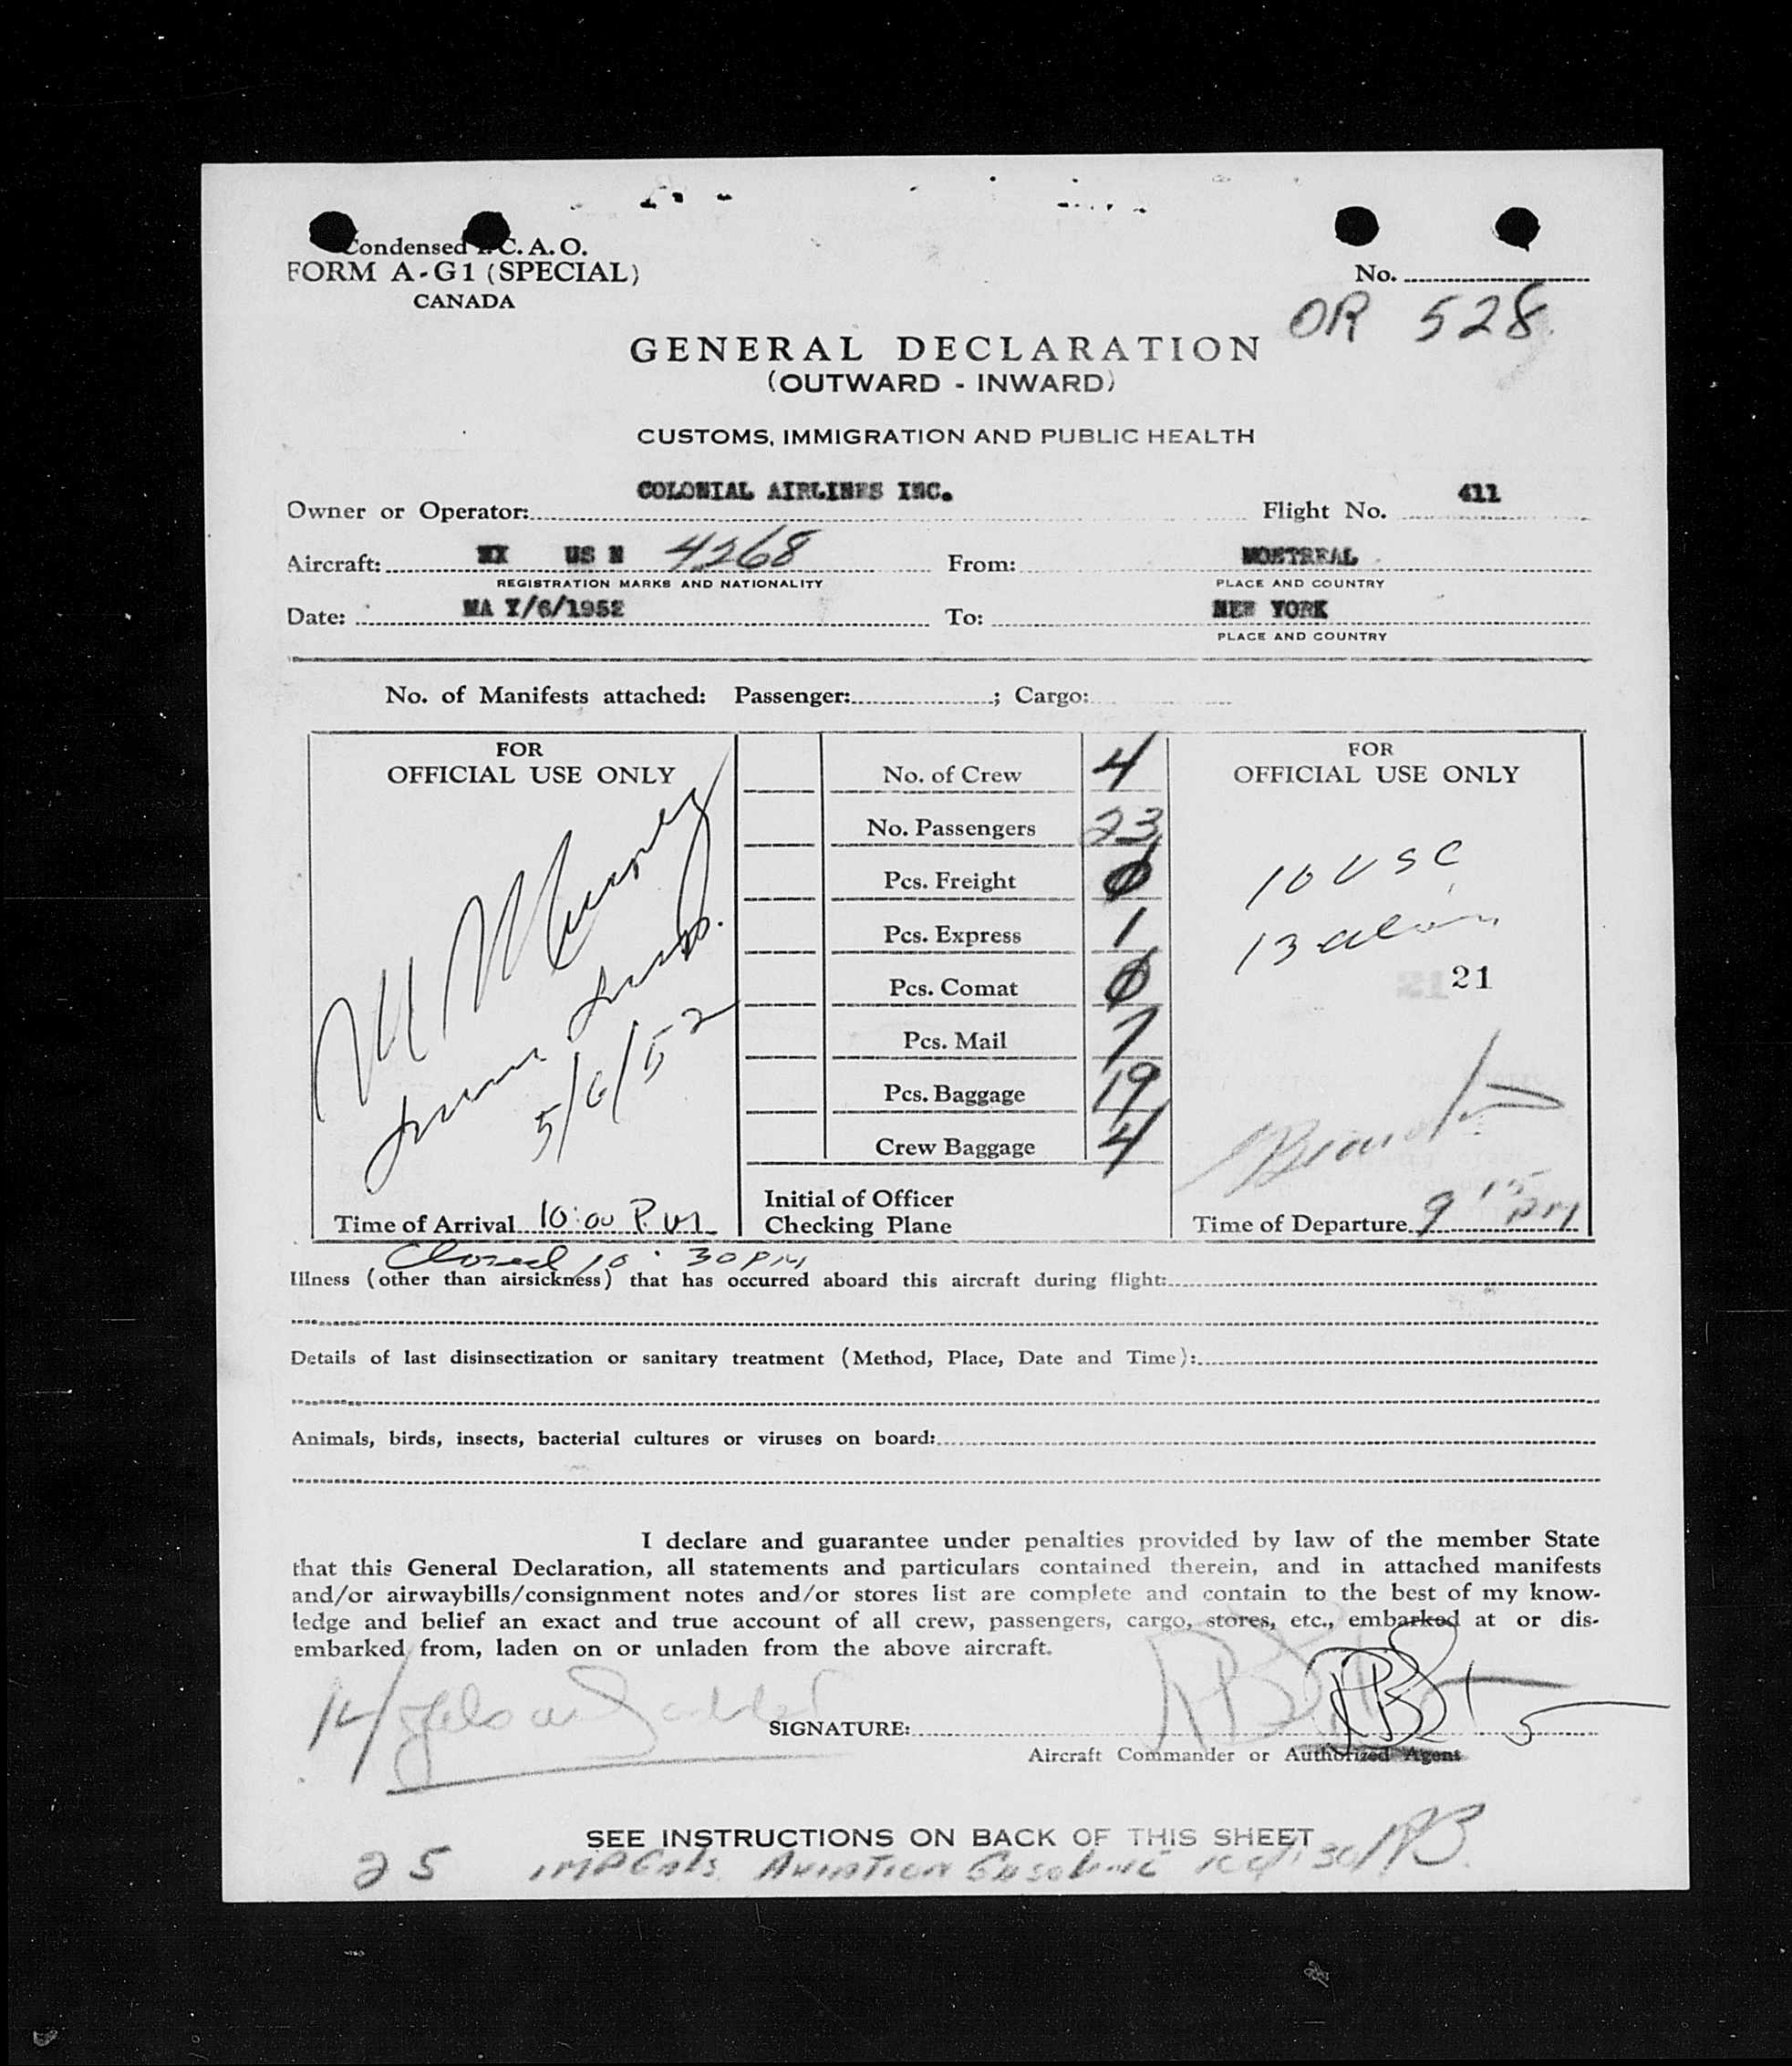 Condensed I. C. A. O.
FORM A-G1 (SPECIAL)
CANADA
No.
OR 528
GENERAL DECLARATION
(OUTWARD - INWARD)
CUSTOMS, IMMIGRATION AND PUBLIC HEALTH
Owner or Operator: COLONIAL AIRLINES INC. Flight No. 411
Aircraft: NX US N 4268 From: MONTREAL
REGISTRATION MARKS AND NATIONALITY PLACE AND COUNTRY
Date: MA Y/6/1952 To: NEW YORK
PLACE AND COUNTRY
No. of Manifests attached: Passenger: ; Cargo:
FOR
OFFICIAL USE ONLY
5/6/52
Time of Arrival 10:00 P.M.
Closed 10:30 PM
No. of Crew 4
No. Passengers 23
Pcs. Freight 0
Pcs. Express 1
Pcs. Comat 0
Pcs. Mail 7
Pcs. Baggage 19
Crew Baggage 4
Initial of Officer
Checking Plane
FOR
OFFICIAL USE ONLY
10 USC
13 alien
21
Time of Departure 9 15 PM
Illness (other than airsickness) that has occurred aboard this aircraft during flight:
Details of last disinsectization or sanitary treatment (Method, Place, Date and Time):
Animals, birds, insects, bacterial cultures or viruses on board:
I declare and guarantee under penalties provided by law of the member State
that this General Declaration, all statements and particulars contained therein, and in attached manifests
and/or airwaybills/consignment notes and/or stores list are complete and contain to the best of my know-
ledge and belief an exact and true account of all crew, passengers, cargo, stores, etc., embarked at or dis-
embarked from, laden on or unladen from the above aircraft.
SIGNATURE:
Aircraft Commander or Authorized Agent
SEE INSTRUCTIONS ON BACK OF THIS SHEET
25 IMP Gals. AVIATION Gasoline